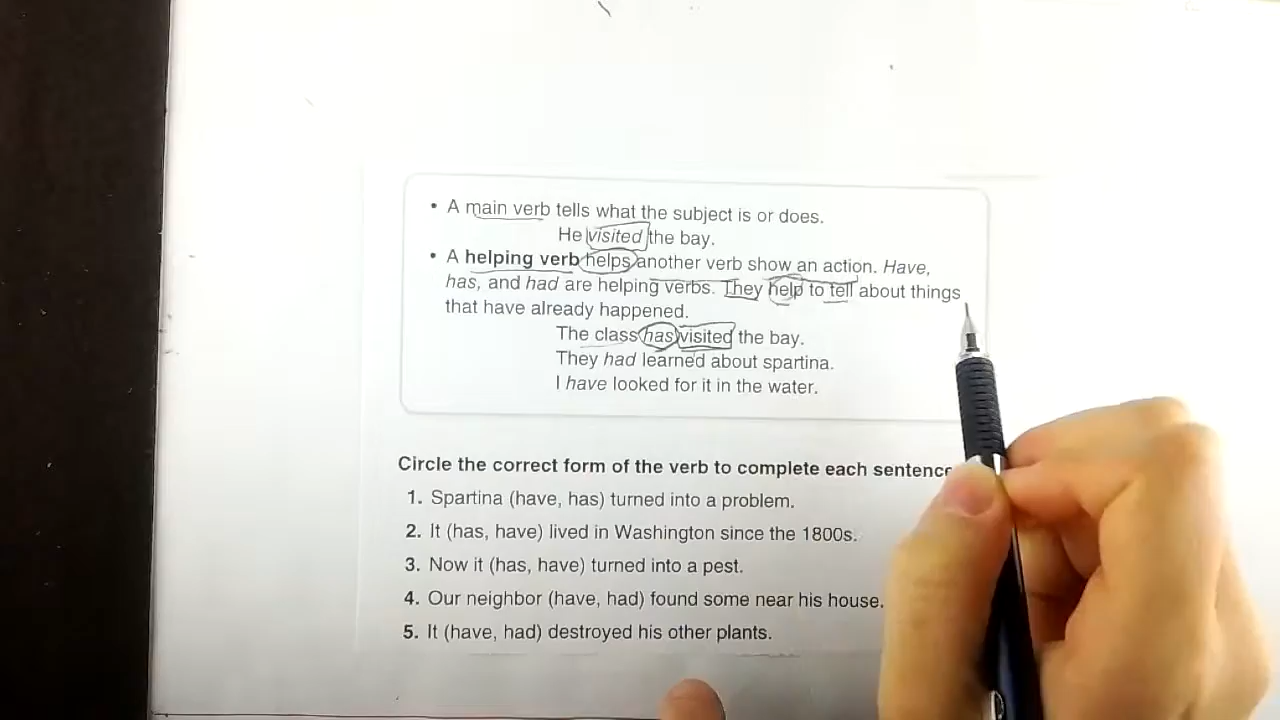 • A main verb tells what the subject is or does.
He visited the bay.
• A helping verb helps another verb show an action. Have,
has, and had are helping verbs. They help to tell about things
that have already happened.
The class has visited the bay.
They had learned about spartina.
I have looked for it in the water.
Circle the correct form of the verb to complete each sentence
1. Spartina (have, has) turned into a problem.
2. It (has, have) lived in Washington since the 1800s.
3. Now it (has, have) turned into a pest.
4. Our neighbor (have, had) found some near his house.
5. It (have, had) destroyed his other plants.